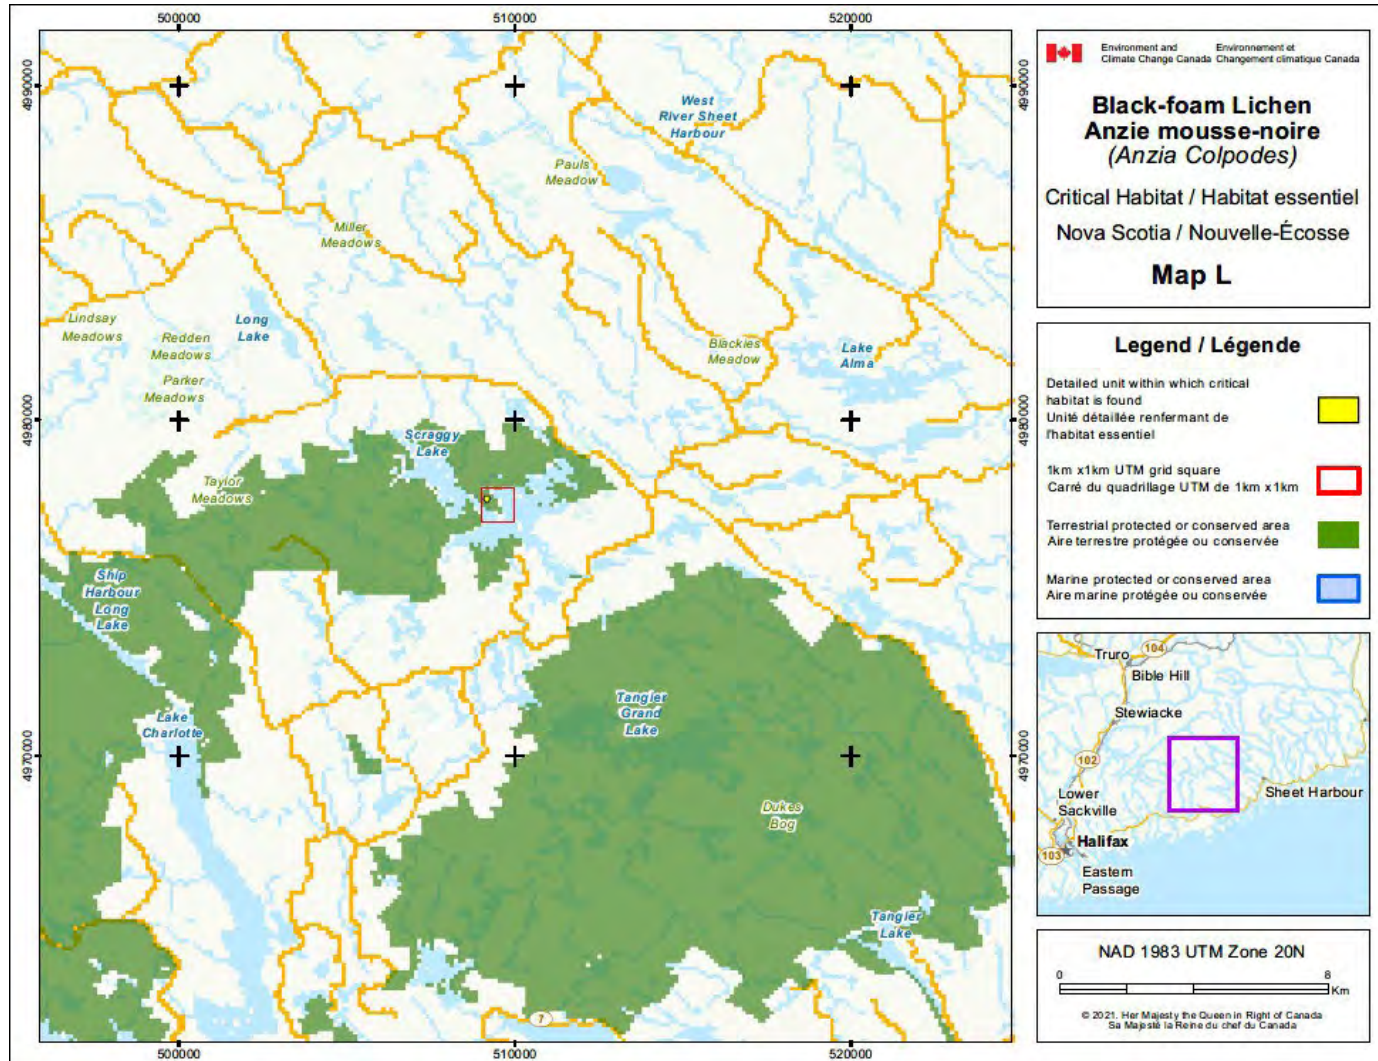 500000
510000
520000
4990000
4980000
4970000
4990000
4980000
4970000
West
River Sheet
Harbour
Pauls
Meadow
Miller
Meadows
Lindsay
Meadows
Long
Lake
Redden
Meadows
Parker
Meadows
Blackies
Meadow
Lake
Alma
Scraggy
Lake
Taylor
Meadows
Ship
Harbour
Long
Lake
Lake
Charlotte
Tangier
Grand
Lake
Dukes
Bog
Tangier
Lake
7
500000
510000
520000
Environment and
Climate Change Canada
Environnement et
Changement climatique Canada
Black-foam Lichen
Anzie mousse-noire
(Anzia Colpodes)
Critical Habitat / Habitat essentiel
Nova Scotia / Nouvelle-Écosse
Map L
Legend / Légende
Detailed unit within which critical
habitat is found
Unité détaillée renfermant de
l'habitat essentiel
1km x1km UTM grid square
Carré du quadrillage UTM de 1km x1km
Terrestrial protected or conserved area
Aire terrestre protégée ou conservée
Marine protected or conserved area
Aire marine protégée ou conservée
Truro
104
Bible Hill
Stewiacke
102
Lower
Sackville
Sheet Harbour
Halifax
103
Eastern
Passage
NAD 1983 UTM Zone 20N
0
8
Km
© 2021. Her Majesty the Queen in Right of Canada
Sa Majesté la Reine du chef du Canada